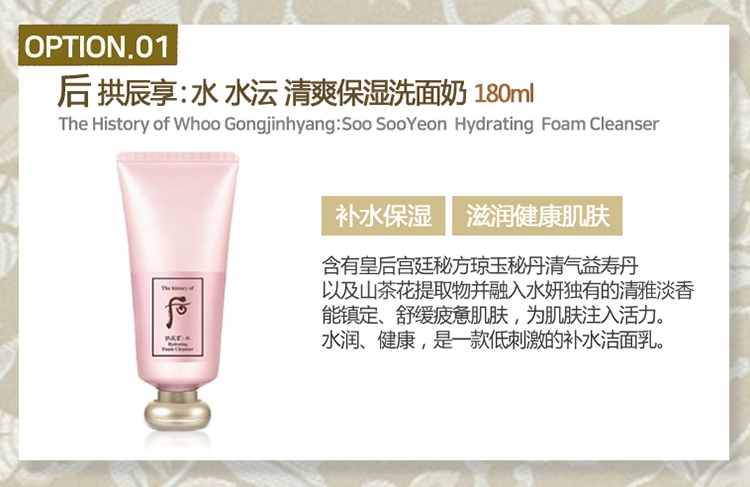 OPTION.01
后 拱辰享:水 水沄 清爽保湿洗面奶 180ml
The History of Whoo Gongjinhyang:Soo SooYeon Hydrating Foam Cleanser
补水保湿 滋润健康肌肤
含有皇后宫廷秘方琼玉秘丹清气益寿丹
以及山茶花提取物并融入水妍独有的清雅淡香
能镇定、舒缓疲惫肌肤，为肌肤注入活力。
水润、健康，是一款低刺激的补水洁面乳。
The history of
后
拱辰享:水
Hydrating
Foam Cleanser